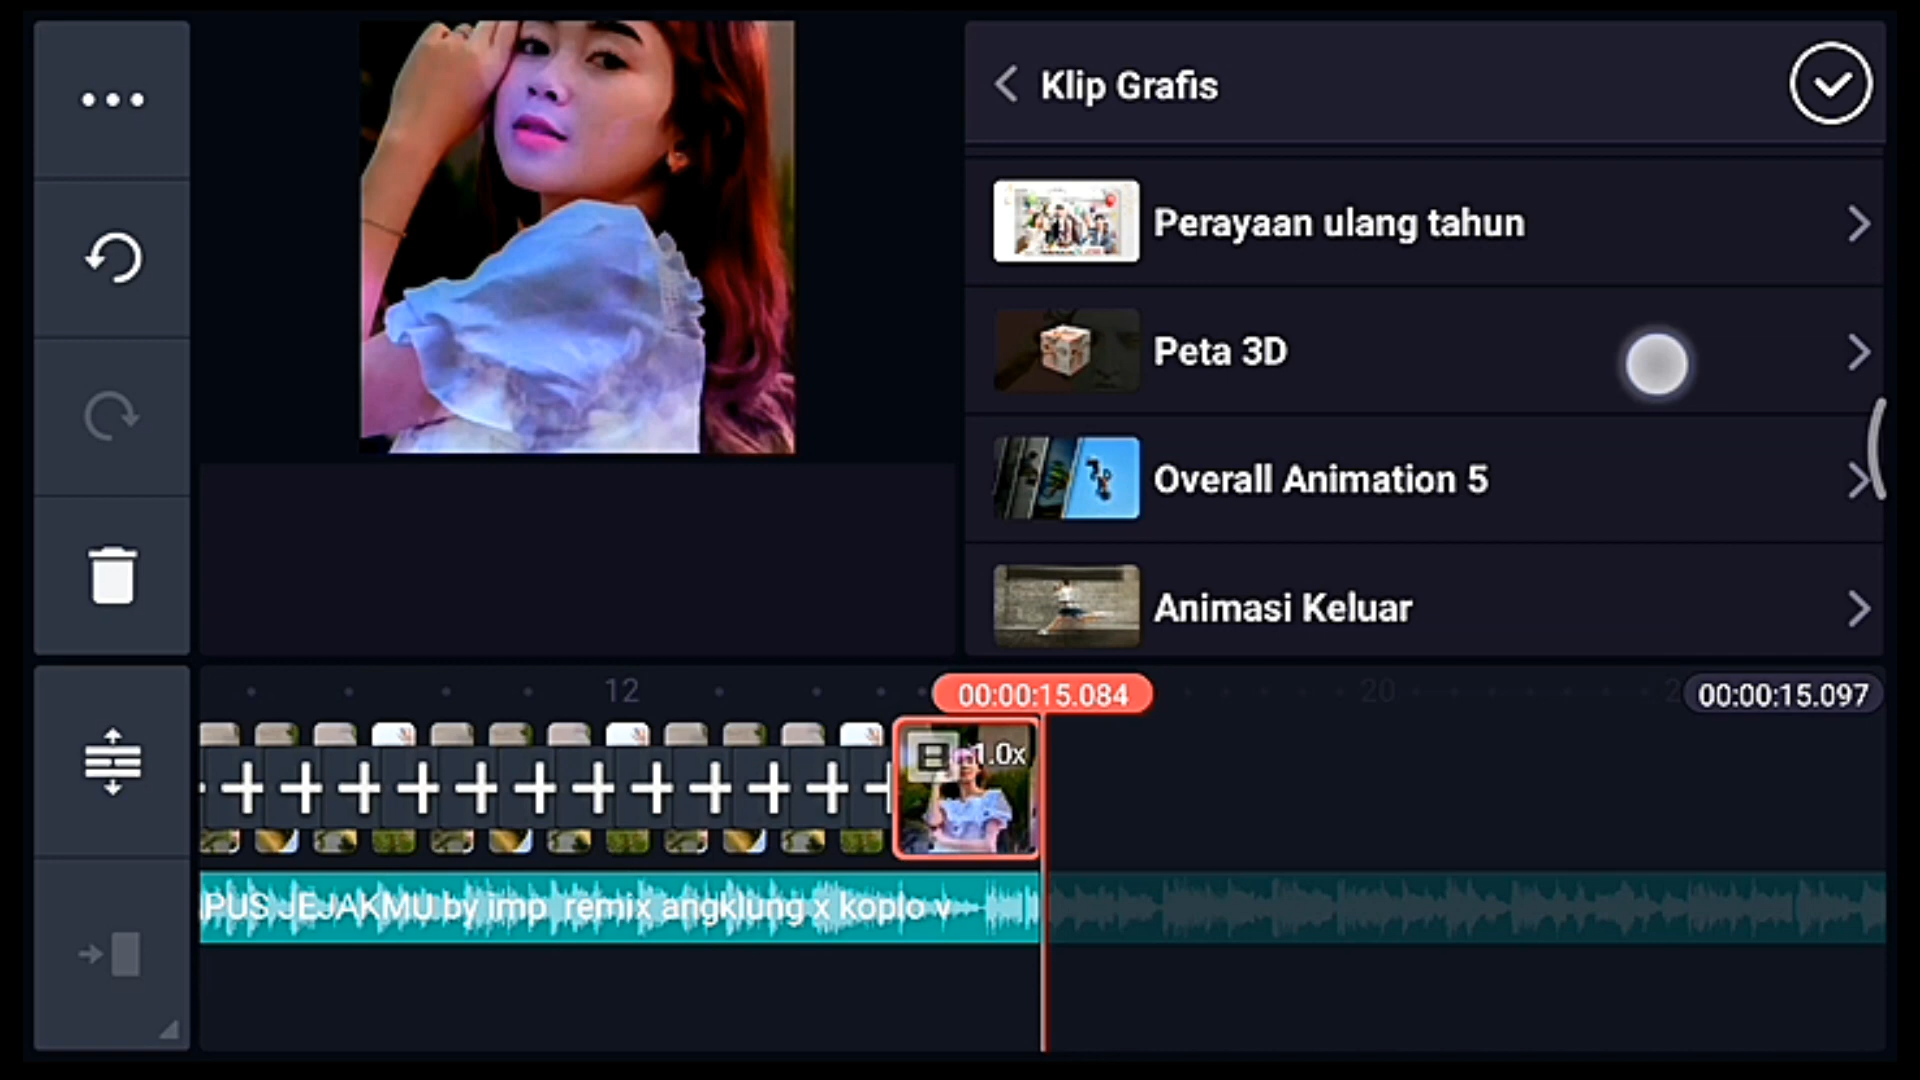 Klip Grafis
Perayaan ulang tahun
Peta 3D
Overall Animation 5
Animasi Keluar
12
00:00:15.084
20
00:00:15.097
1.0x
PUS JEJAKMU by imp remix angklung x koplo v